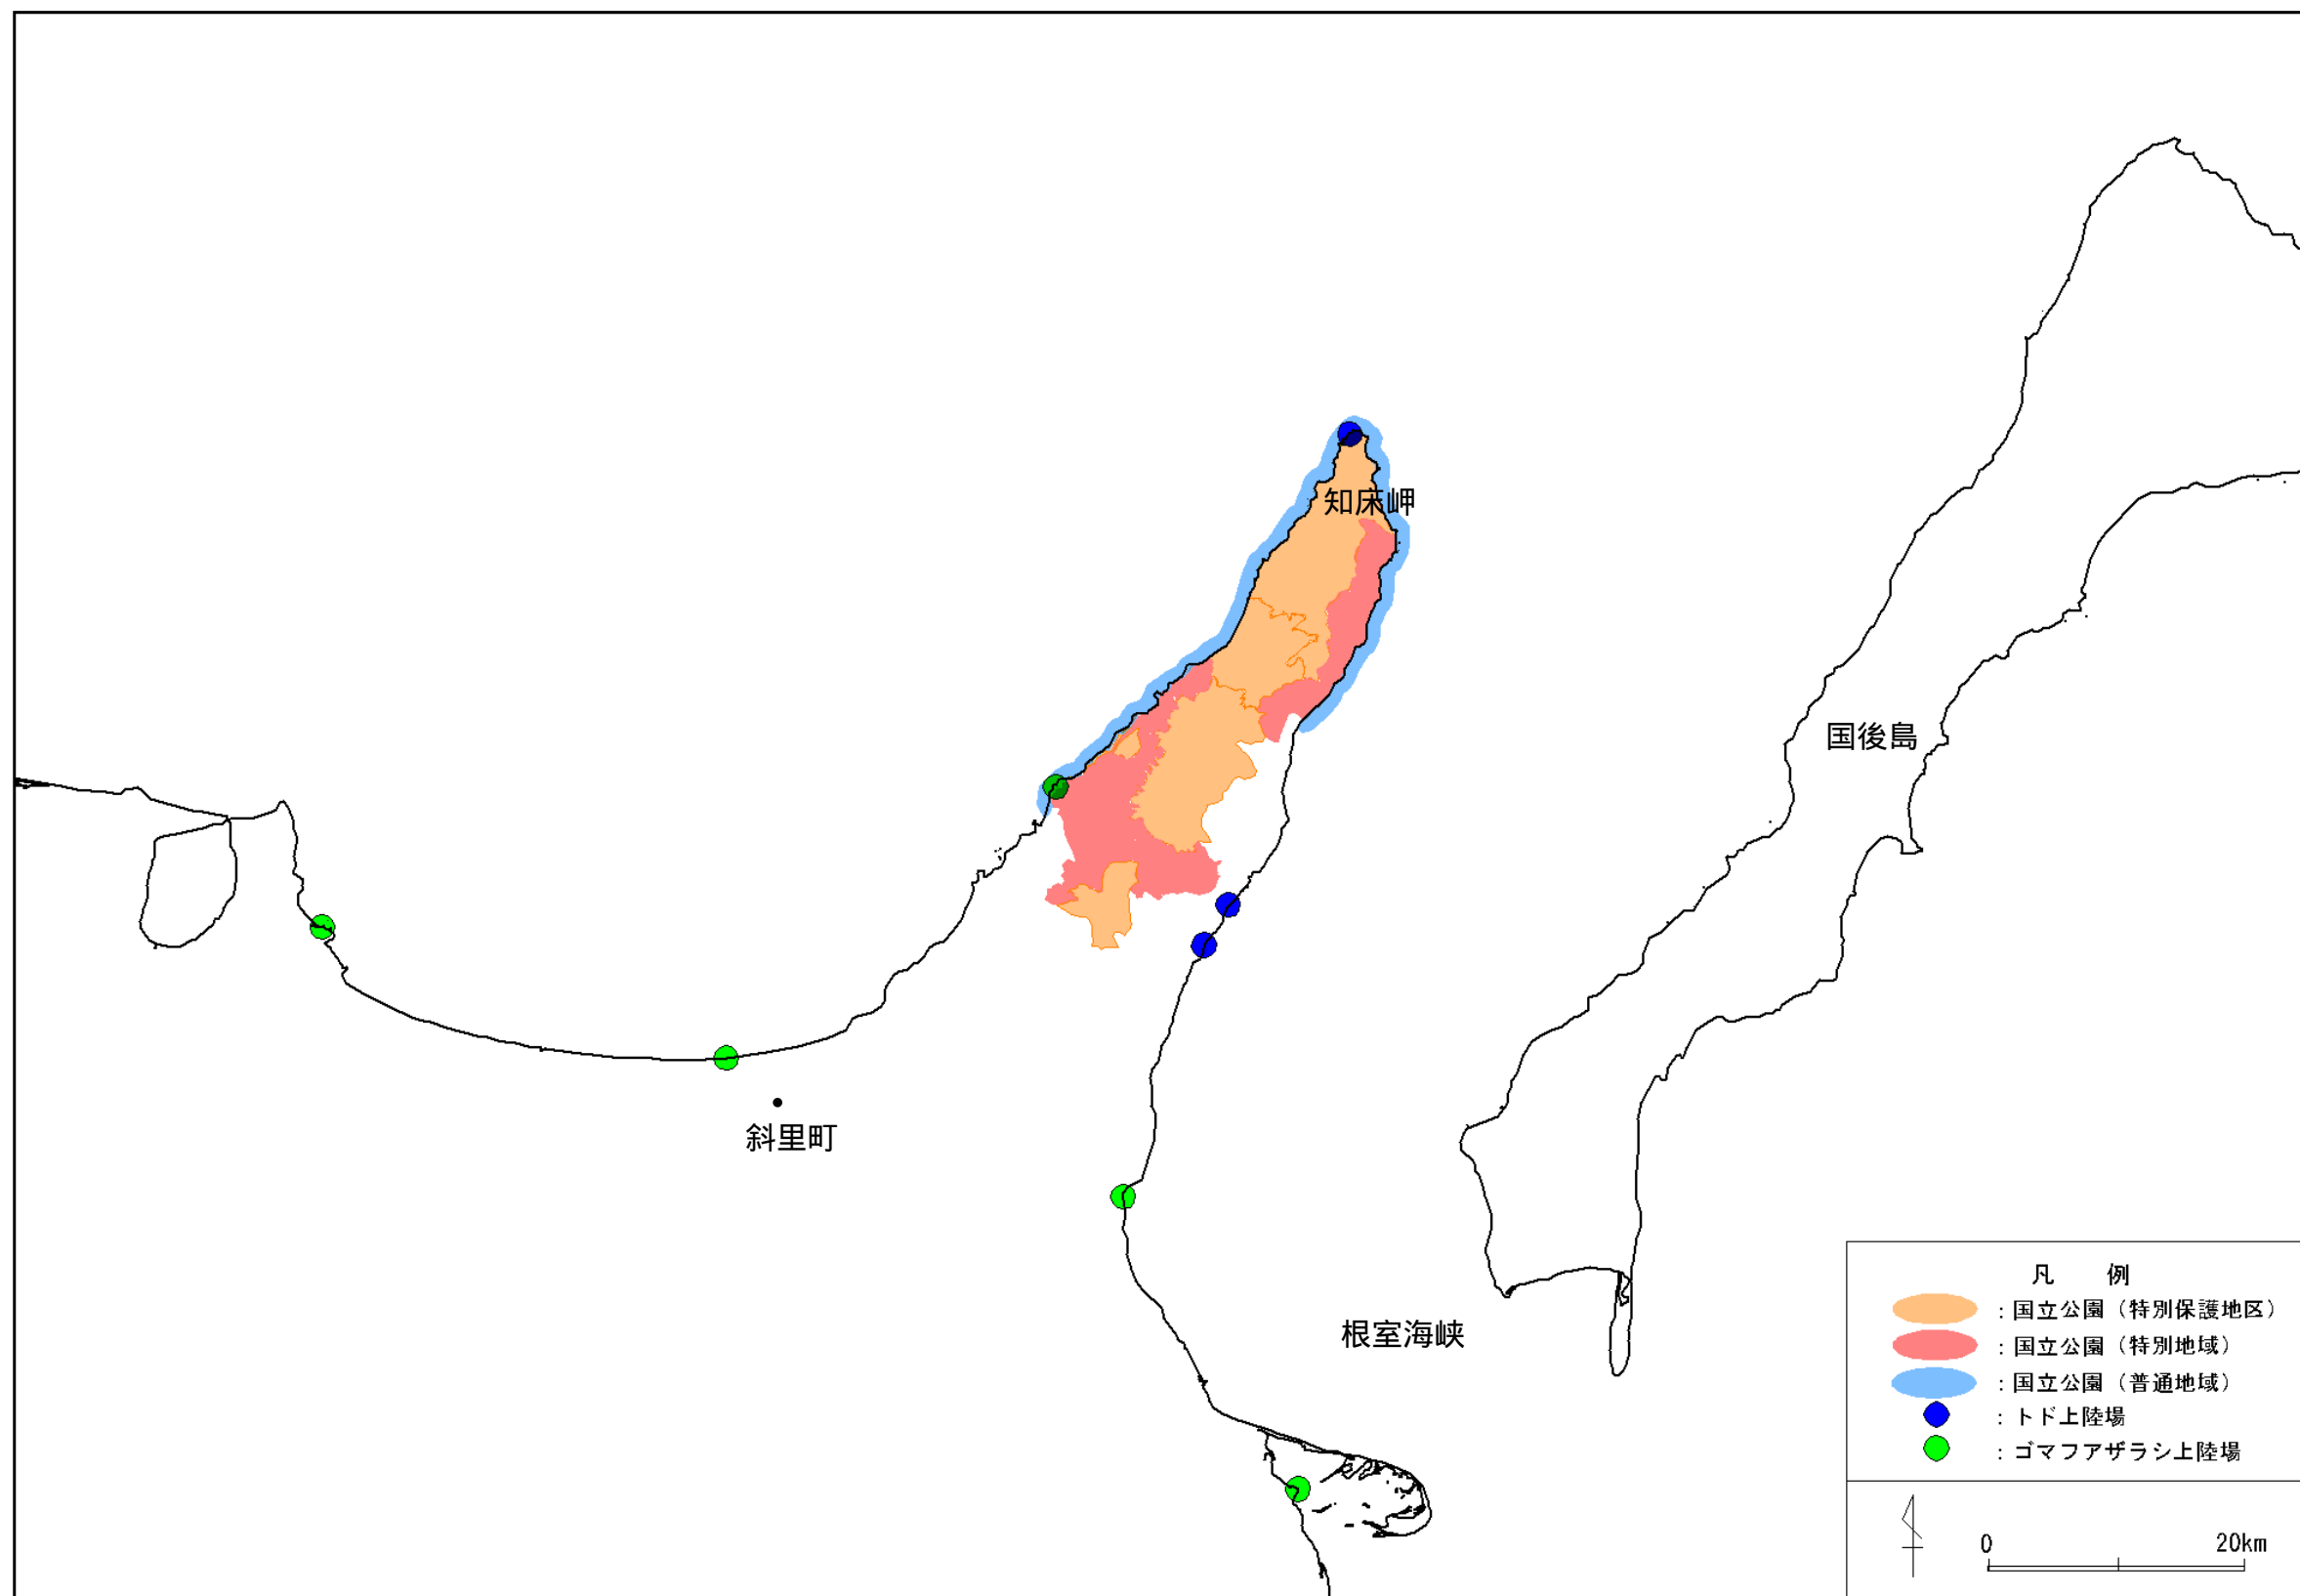 知床岬
国後島
斜里町
根室海峡
凡　例
：国立公園（特別保護地区）
：国立公園（特別地域）
：国立公園（普通地域）
：トド上陸場
：ゴマフアザラシ上陸場
0 20km